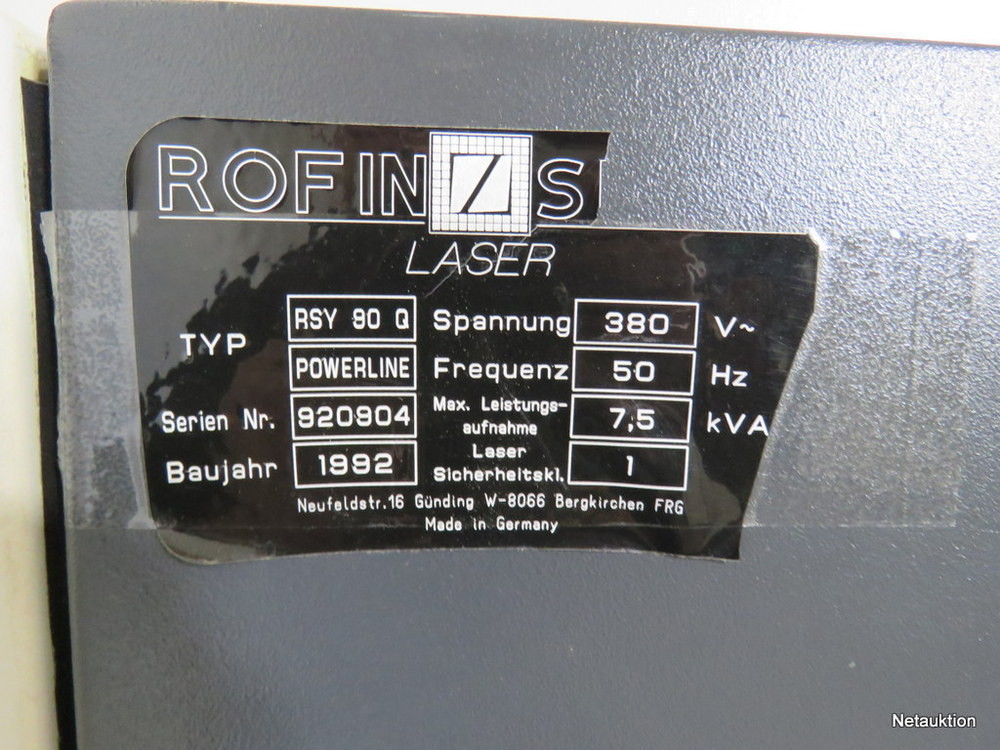 ROFIN S
LASER
TYP RSY 90 Q
POWERLINE
Serien Nr. 920904
Baujahr 1992
Spannung 380 V~
Frequenz 50 Hz
Max. Leistungs-
aufnahme 7,5 kVA
Laser
Sicherheitskl. 1
Neufeldstr.16 Günding W-8066 Bergkirchen FRG
Made in Germany
Netauktion